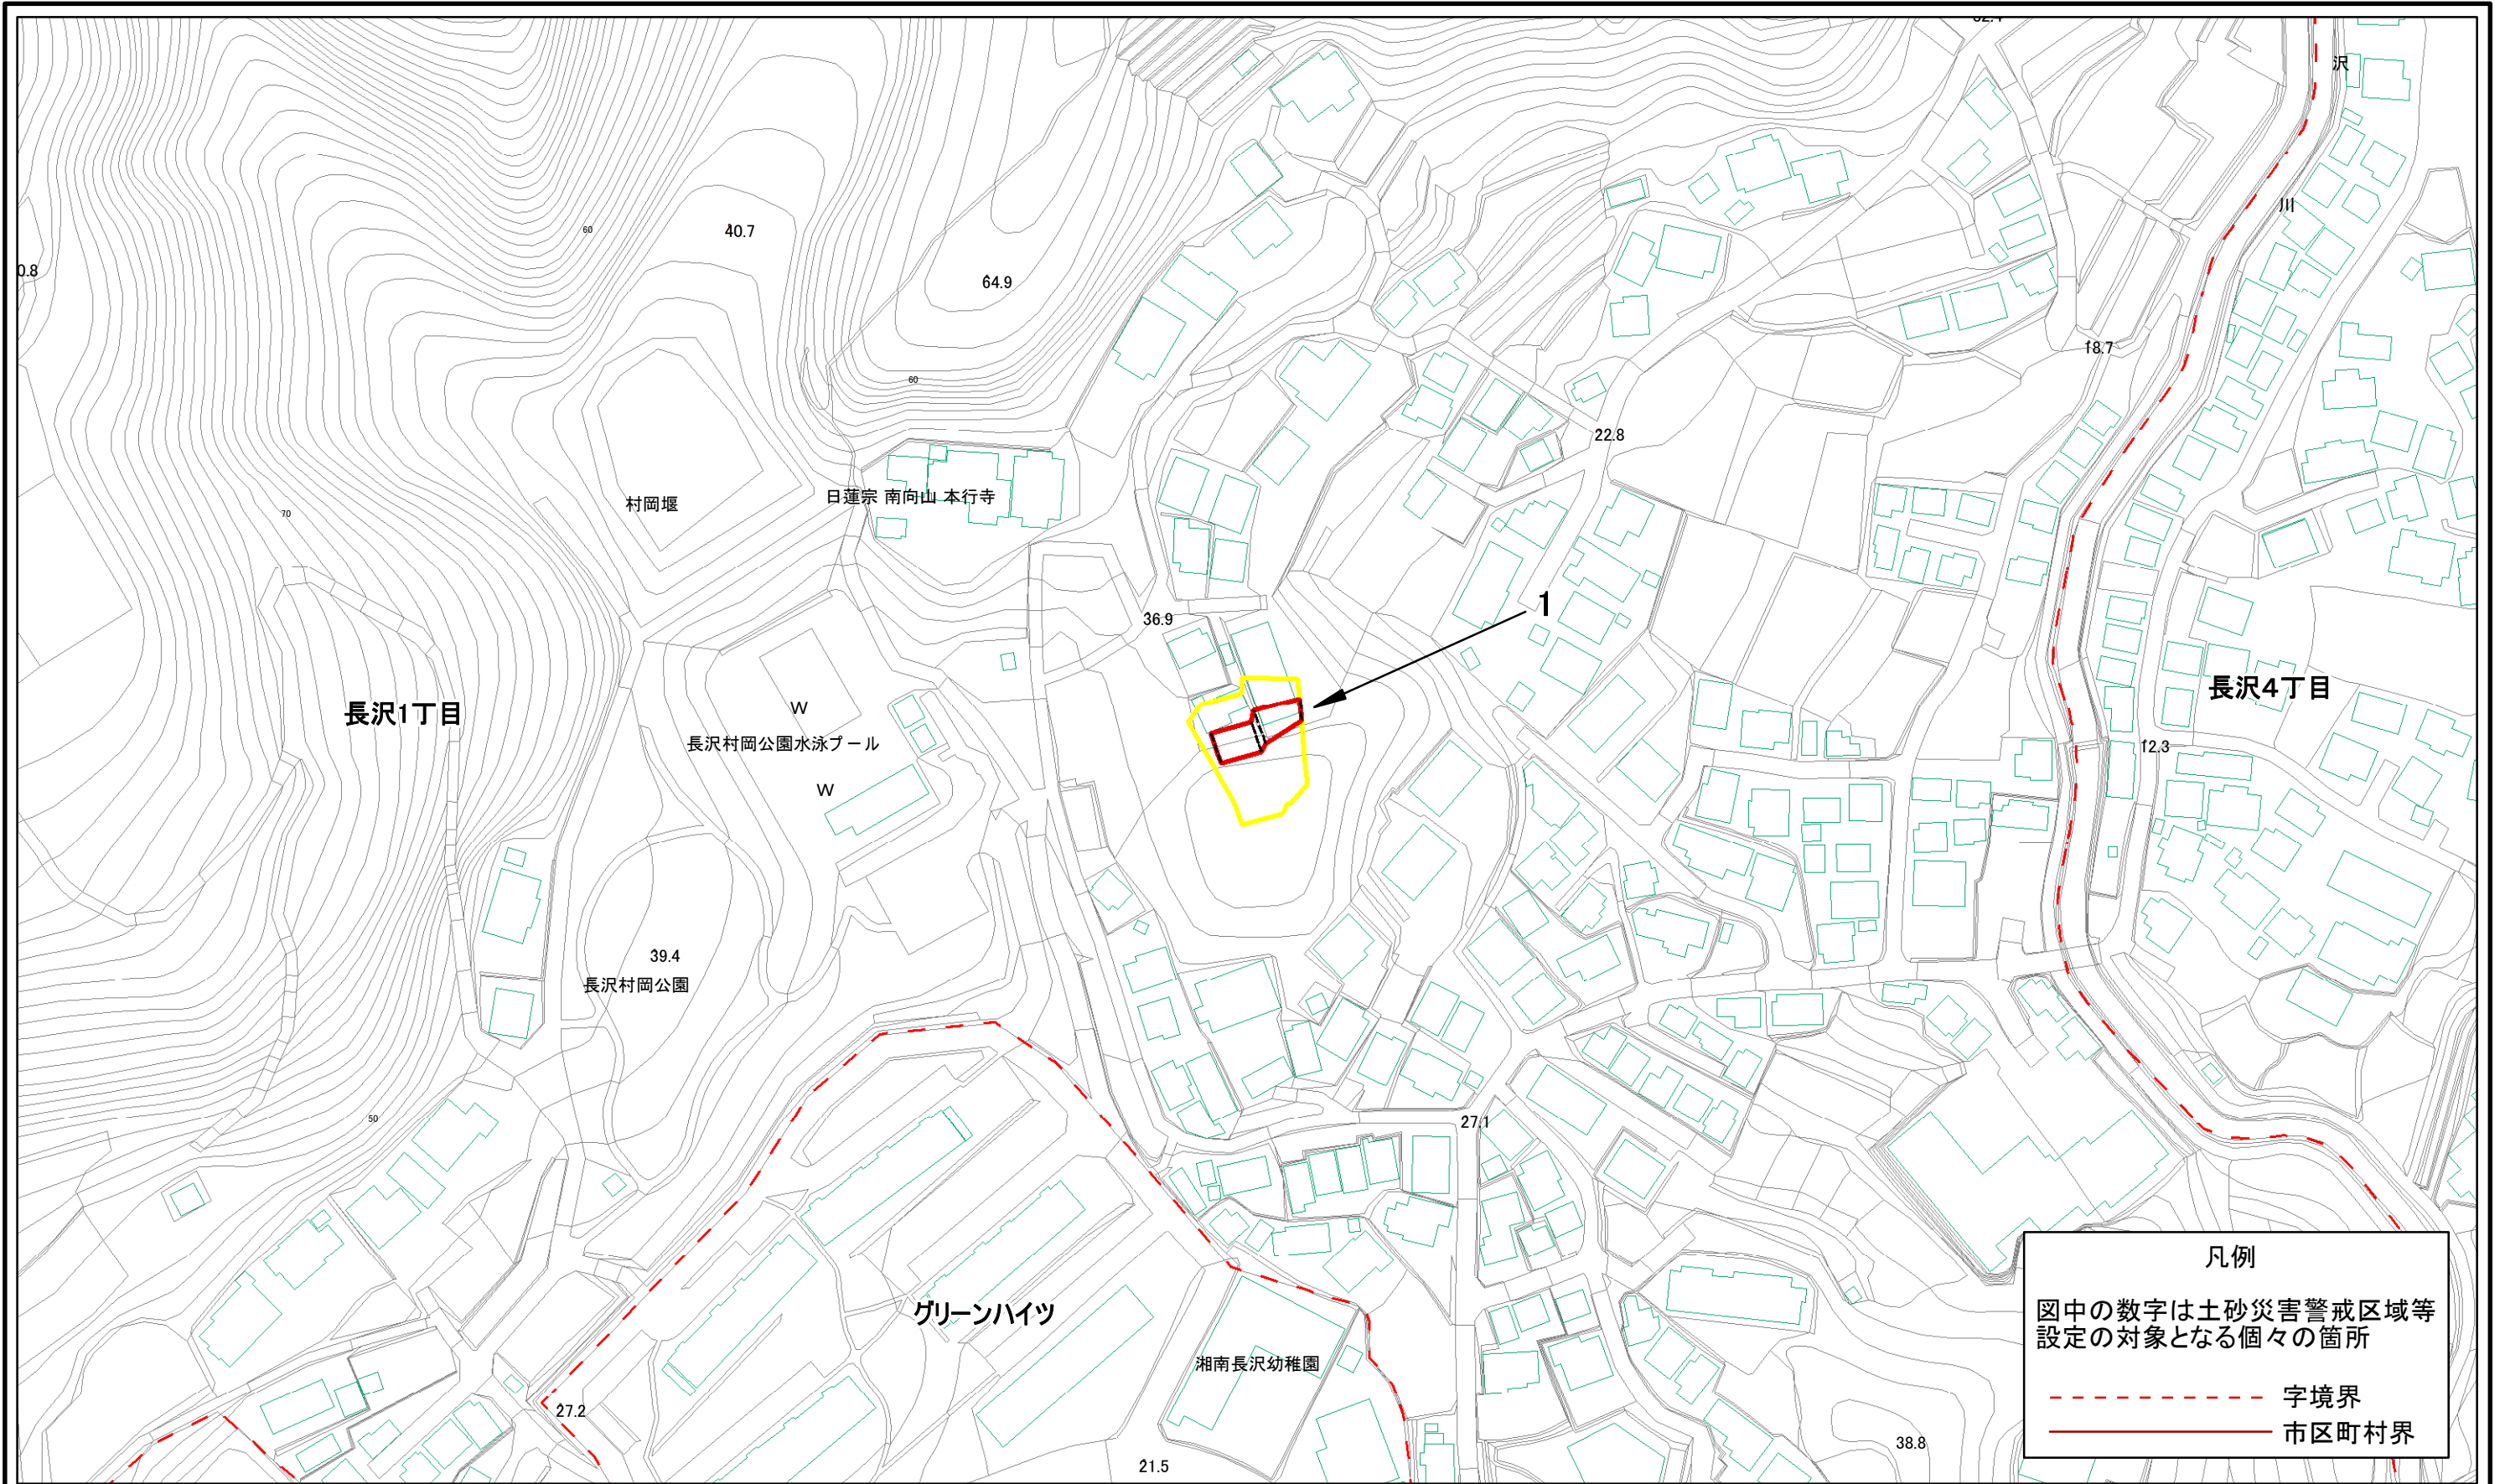 沢
川
40.7
60
0.8
64.9
60
18.7
22.8
村岡堰
日蓮宗 南向山 本行寺
70
36.9
1
長沢1丁目
W
長沢村岡公園水泳プール
W
長沢4丁目
12.3
39.4
長沢村岡公園
50
27.1
グリーンハイツ
湘南長沢幼稚園
27.2
21.5
38.8
凡例
図中の数字は土砂災害警戒区域等
設定の対象となる個々の箇所
字境界
市区町村界